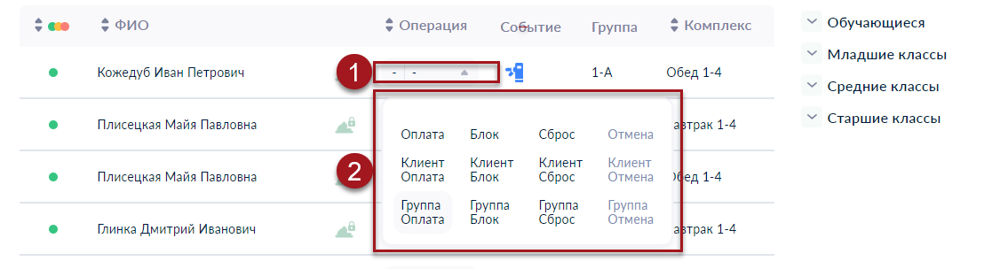 ФИО Операция Событие Группа Комплекс
Кожедуб Иван Петрович 1 - - 1-А Обед 1-4
Плисецкая Майя Павловна автрак 1-4
Оплата Блок Сброс Отмена
2
Клиент Оплата Клиент Блок Клиент Сброс Клиент Отмена
Плисецкая Майя Павловна бед 1-4
Группа Оплата Группа Блок Группа Сброс Группа Отмена
Глинка Дмитрий Иванович автрак 1-4
Обучающиеся
Младшие классы
Средние классы
Старшие классы